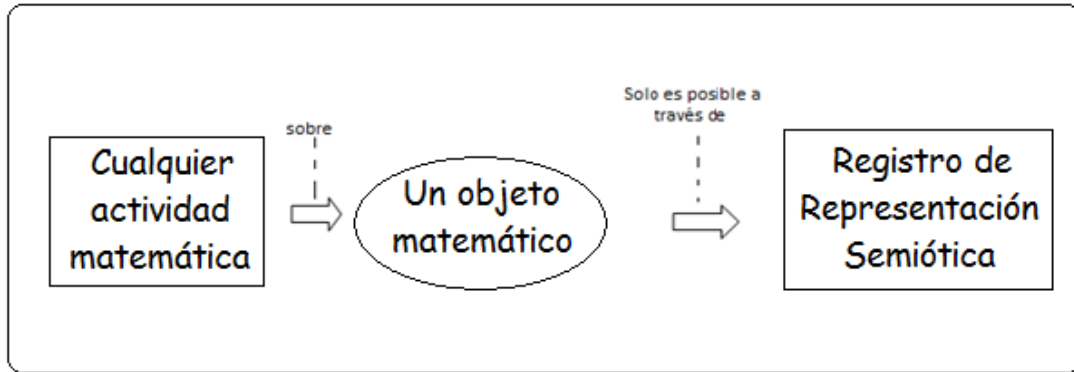 Cualquier
actividad
matemática
sobre
Un objeto
matemático
Solo es posible a
través de
Registro de
Representación
Semiótica